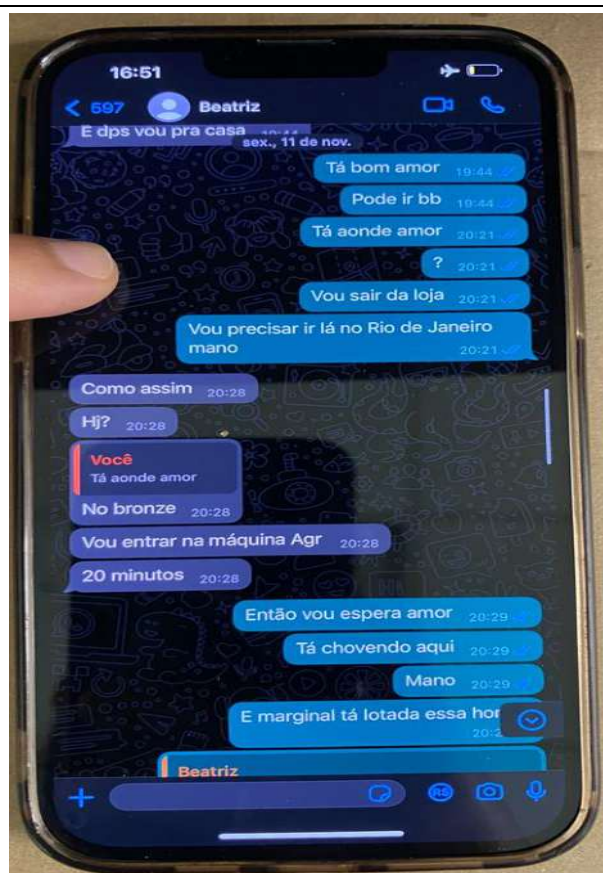 16:51
597 Beatriz
E dps vou pra casa 19:44
sex., 11 de nov.
Tá bom amor 19:44
Pode ir bb 19:44
Tá aonde amor 20:21
? 20:21
Vou sair da loja 20:21
Vou precisar ir lá no Rio de Janeiro
mano 20:21
Como assim 20:28
Hj? 20:28
Você
Tá aonde amor
No bronze 20:28
Vou entrar na máquina Agr 20:28
20 minutos 20:28
Então vou espera amor 20:29
Tá chovendo aqui 20:29
Mano 20:29
E marginal tá lotada essa
Beatriz
R$